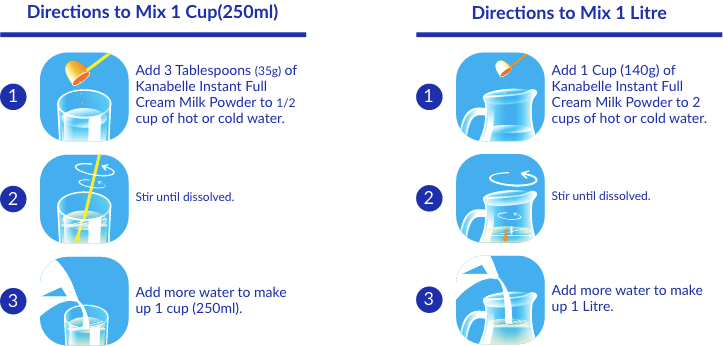 Directions to Mix 1 Cup(250ml)
1
Add 3 Tablespoons (35g) of
Kanabelle Instant Full
Cream Milk Powder to 1/2
cup of hot or cold water.
2
Stir until dissolved.
3
Add more water to make
up 1 cup (250ml).
Directions to Mix 1 Litre
1
Add 1 Cup (140g) of
Kanabelle Instant Full
Cream Milk Powder to 2
cups of hot or cold water.
2
Stir until dissolved.
3
Add more water to make
up 1 Litre.